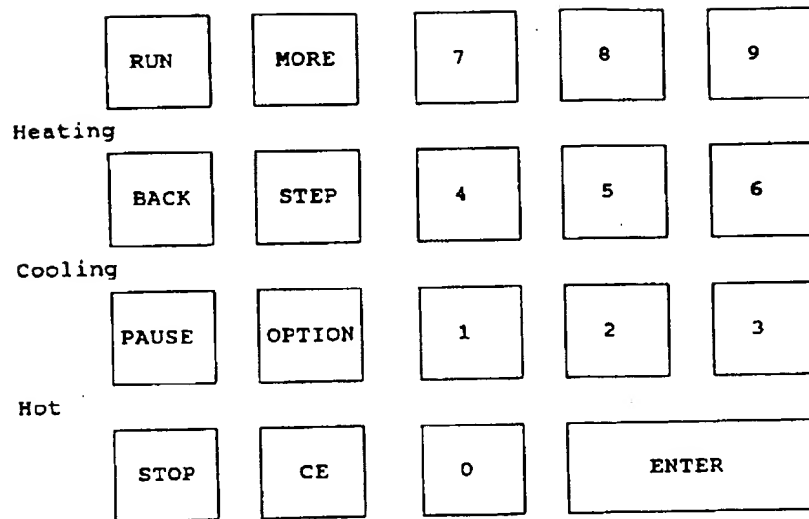 RUN MORE 7 8 9
Heating
BACK STEP 4 5 6
Cooling
PAUSE OPTION 1 2 3
Hot
STOP CE 0 ENTER